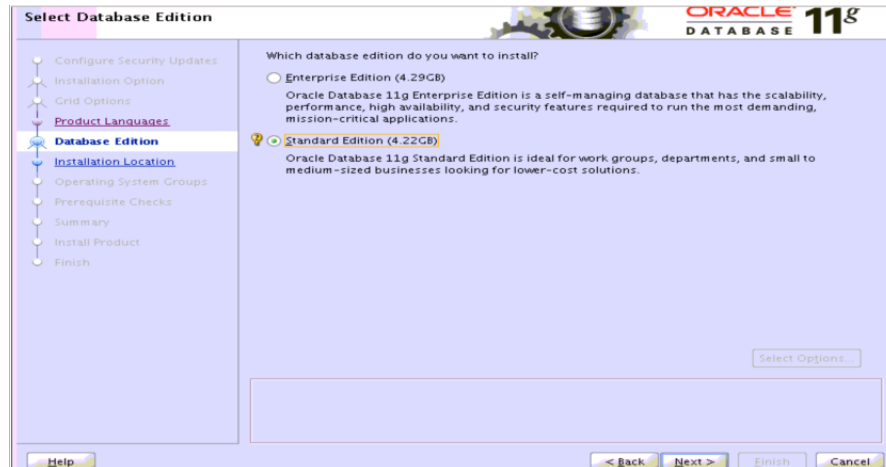 Select Database Edition
ORACLE
DATABASE 11g
Configure Security Updates
Installation Option
Grid Options
Product Languages
Database Edition
Installation Location
Operating System Groups
Prerequisite Checks
Summary
Install Product
Finish
Which database edition do you want to install?
Enterprise Edition (4.29GB)
Oracle Database 11g Enterprise Edition is a self-managing database that has the scalability,
performance, high availability, and security features required to run the most demanding,
mission-critical applications.
Standard Edition (4.22GB)
Oracle Database 11g Standard Edition is ideal for work groups, departments, and small to
medium-sized businesses looking for lower-cost solutions.
Select Options...
Help
< Back
Next >
Finish
Cancel